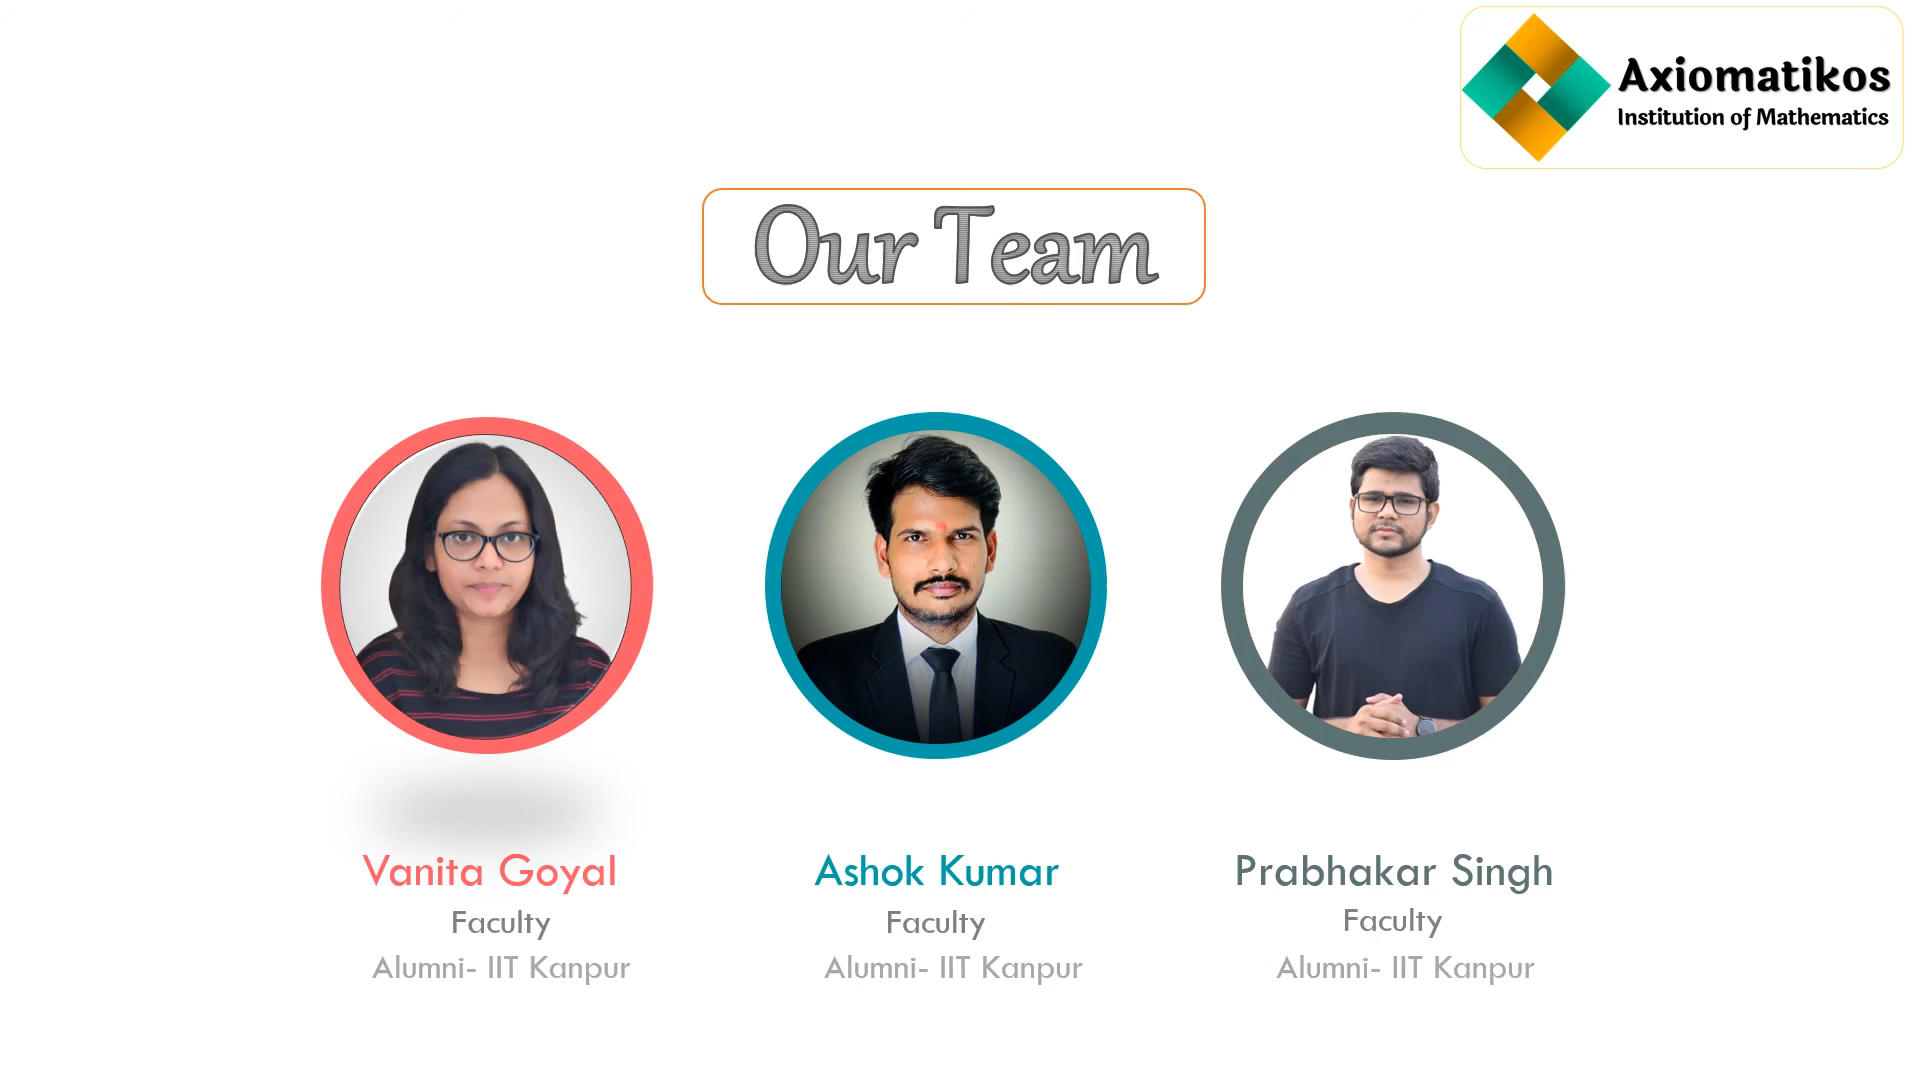 Axiomatikos
Institution of Mathematics
Our Team
Vanita Goyal
Faculty
Alumni- IIT Kanpur
Ashok Kumar
Faculty
Alumni- IIT Kanpur
Prabhakar Singh
Faculty
Alumni- IIT Kanpur